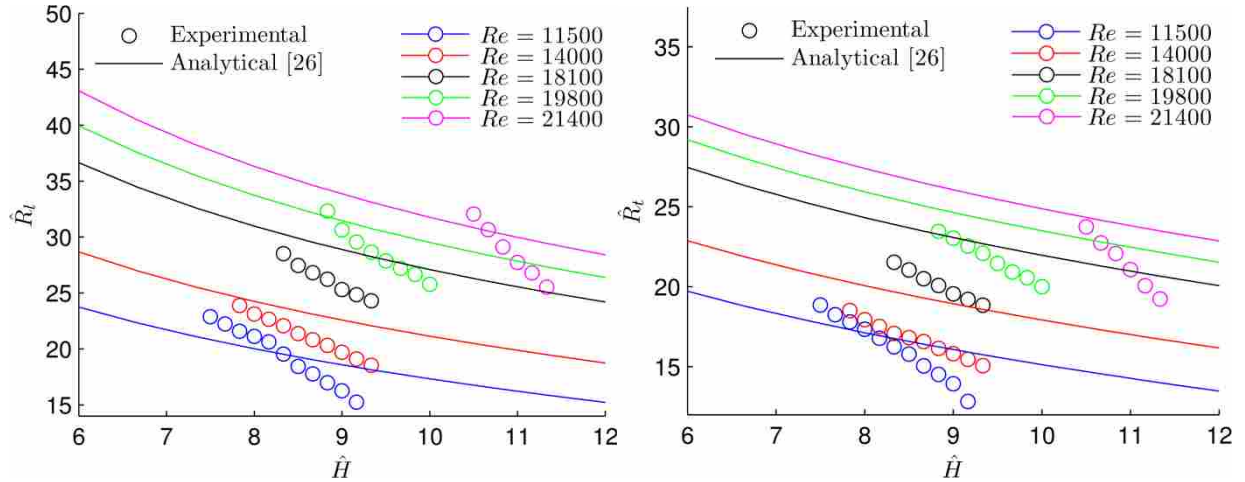 50
45
40
35
30
25
20
15
R̂_l
6 7 8 9 10 11 12
Ĥ
Experimental
Analytical [26]
Re = 11500
Re = 14000
Re = 18100
Re = 19800
Re = 21400
35
30
25
20
15
R̂_t
6 7 8 9 10 11 12
Ĥ
Experimental
Analytical [26]
Re = 11500
Re = 14000
Re = 18100
Re = 19800
Re = 21400